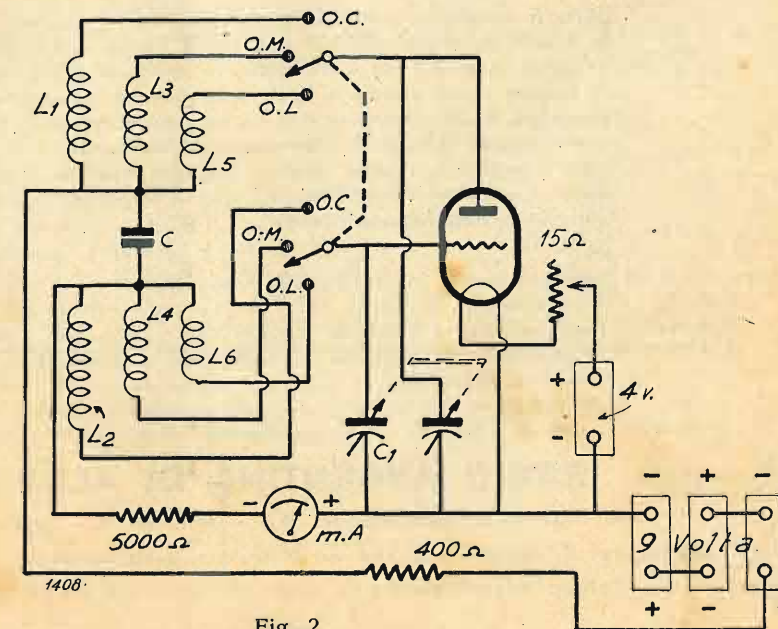 O.C.
O.M.
L1
L3
O.L
L5
O.C
C
O.M.
15Ω
O.L.
L4
L6
+
4 v.
L2
C1
-
- +
- + -
5000Ω
m.A
9 Volta
400Ω
1408.
+ -
Fig. 2